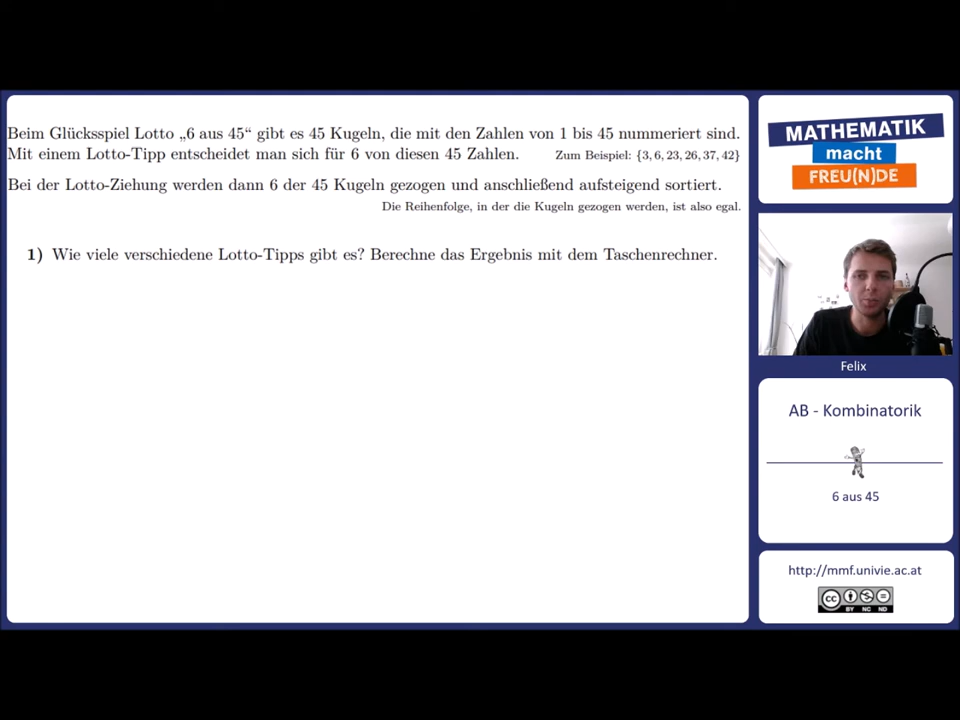 Beim Glücksspiel Lotto „6 aus 45“ gibt es 45 Kugeln, die mit den Zahlen von 1 bis 45 nummeriert sind.
Mit einem Lotto-Tipp entscheidet man sich für 6 von diesen 45 Zahlen. Zum Beispiel: {3, 6, 23, 26, 37, 42}
Bei der Lotto-Ziehung werden dann 6 der 45 Kugeln gezogen und anschließend aufsteigend sortiert.
Die Reihenfolge, in der die Kugeln gezogen werden, ist also egal.
1) Wie viele verschiedene Lotto-Tipps gibt es? Berechne das Ergebnis mit dem Taschenrechner.
MATHEMATIK
macht
FREU(N)DE
Felix
AB - Kombinatorik
6 aus 45
http://mmf.univie.ac.at
cc
BY NC ND